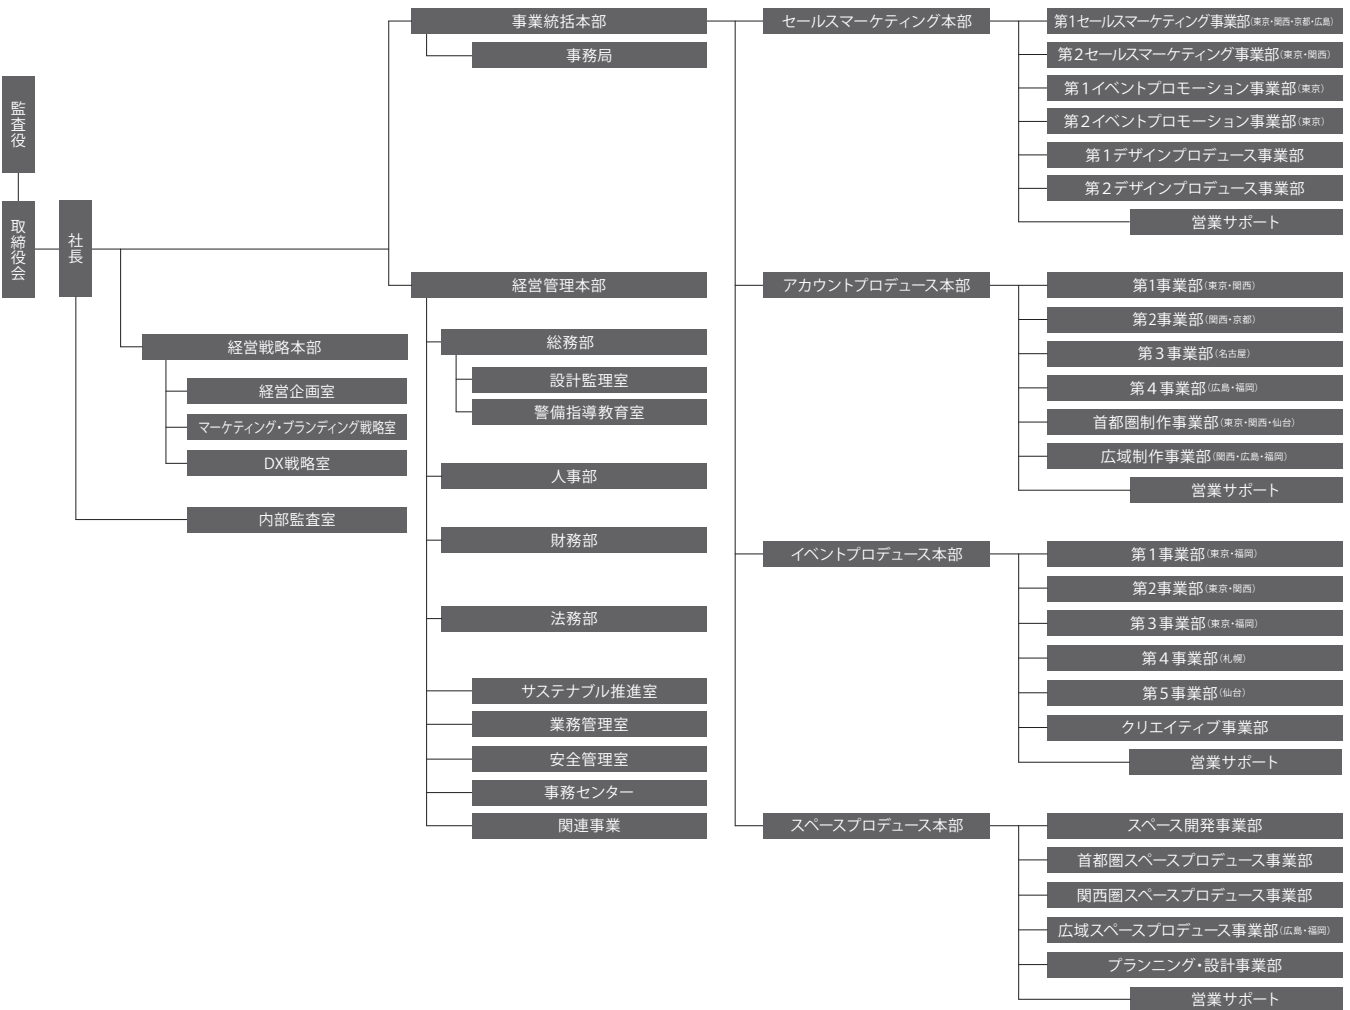 監査役
取締役会
社長
経営戦略本部
経営企画室
マーケティング・ブランディング戦略室
DX戦略室
内部監査室
事業統括本部
事務局
経営管理本部
総務部
設計監理室
警備指導教育室
人事部
財務部
法務部
サステナブル推進室
業務管理室
安全管理室
事務センター
関連事業
セールスマーケティング本部
第1セールスマーケティング事業部(東京・関西・京都・広島)
第2セールスマーケティング事業部(東京・関西)
第1イベントプロモーション事業部(東京)
第2イベントプロモーション事業部(東京)
第1デザインプロデュース事業部
第2デザインプロデュース事業部
営業サポート
アカウントプロデュース本部
第1事業部(東京・関西)
第2事業部(関西・京都)
第3事業部(名古屋)
第4事業部(広島・福岡)
首都圏制作事業部(東京・関西・仙台)
広域制作事業部(関西・広島・福岡)
営業サポート
イベントプロデュース本部
第1事業部(東京・福岡)
第2事業部(東京・関西)
第3事業部(東京・福岡)
第4事業部(札幌)
第5事業部(仙台)
クリエイティブ事業部
営業サポート
スペースプロデュース本部
スペース開発事業部
首都圏スペースプロデュース事業部
関西圏スペースプロデュース事業部
広域スペースプロデュース事業部(広島・福岡)
プランニング・設計事業部
営業サポート